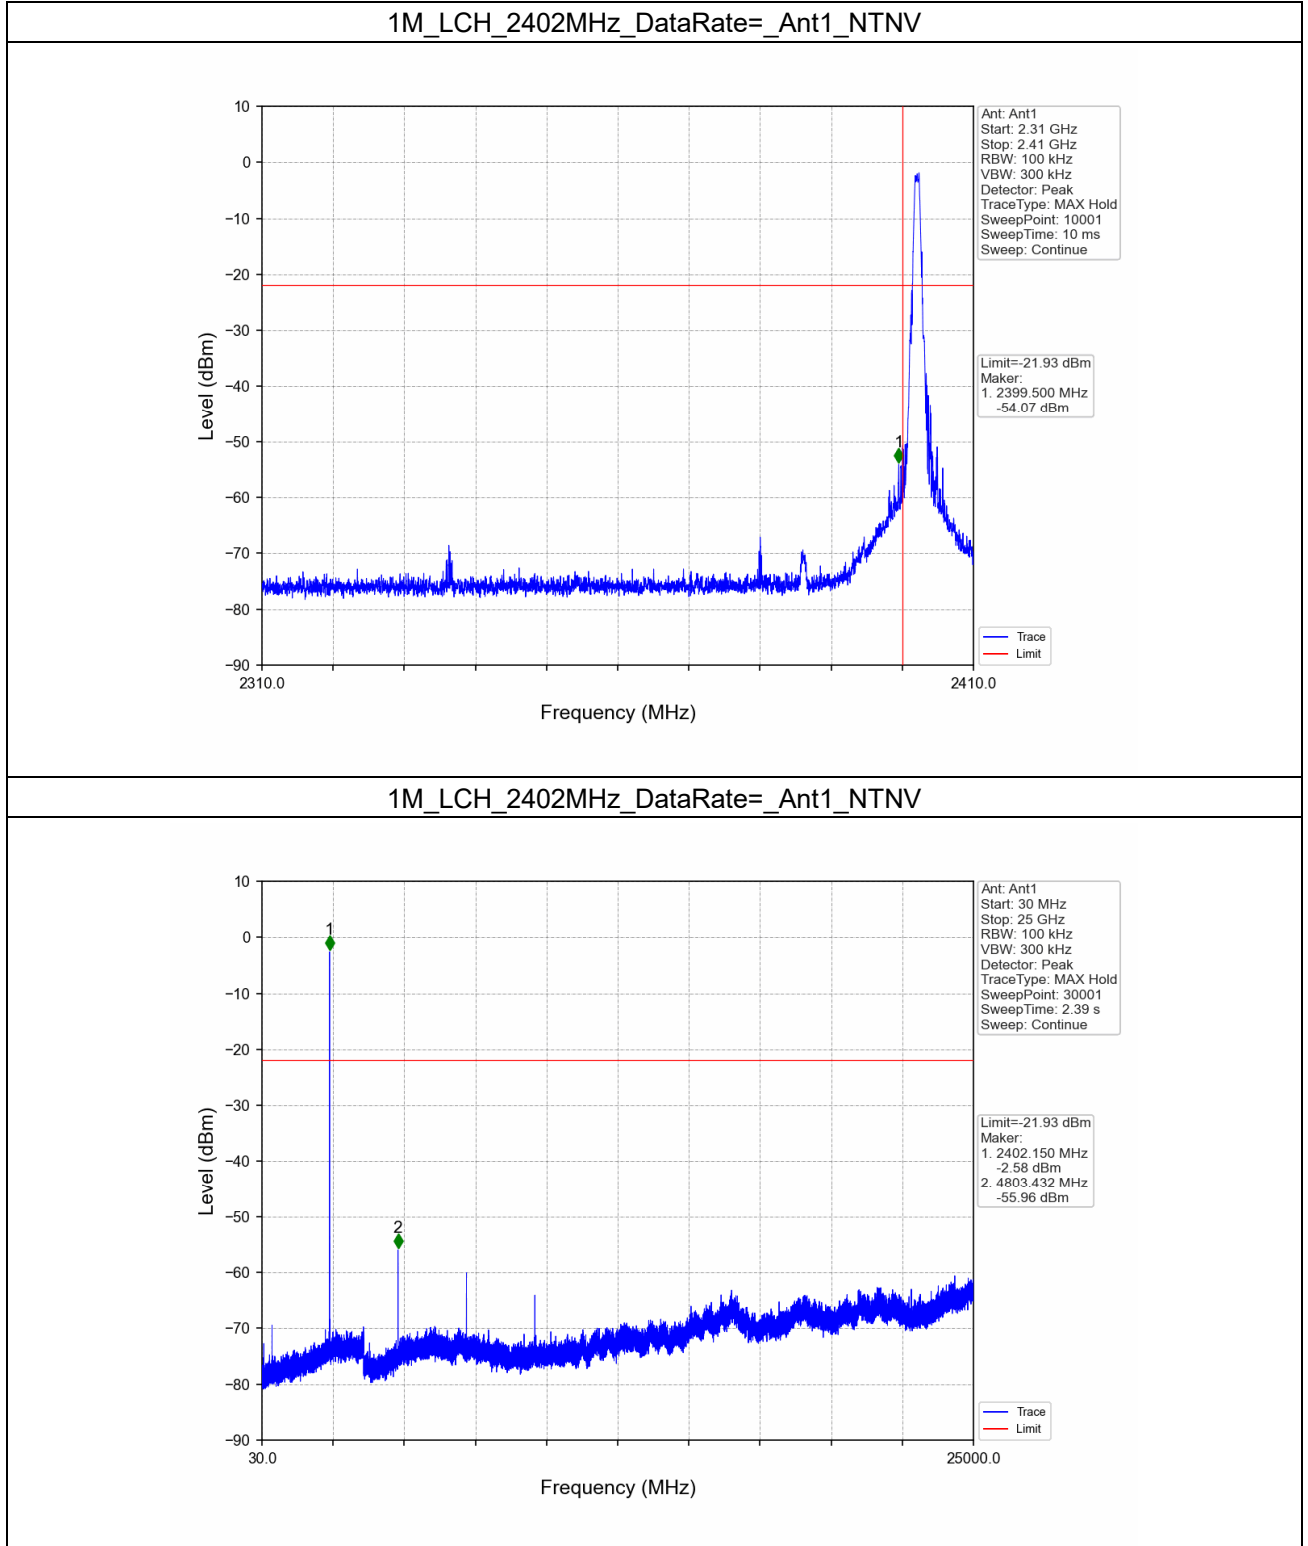 1M_LCH_2402MHz_DataRate=_Ant1_NTNV
10
0
−10
−20
−30
−40
−50
−60
−70
−80
−90
Level (dBm)
2310.0
2410.0
Frequency (MHz)
1
Ant: Ant1
Start: 2.31 GHz
Stop: 2.41 GHz
RBW: 100 kHz
VBW: 300 kHz
Detector: Peak
TraceType: MAX Hold
SweepPoint: 10001
SweepTime: 10 ms
Sweep: Continue
Limit=-21.93 dBm
Maker:
1. 2399.500 MHz
-54.07 dBm
Trace
Limit
1M_LCH_2402MHz_DataRate=_Ant1_NTNV
10
0
−10
−20
−30
−40
−50
−60
−70
−80
−90
Level (dBm)
30.0
25000.0
Frequency (MHz)
1
2
Ant: Ant1
Start: 30 MHz
Stop: 25 GHz
RBW: 100 kHz
VBW: 300 kHz
Detector: Peak
TraceType: MAX Hold
SweepPoint: 30001
SweepTime: 2.39 s
Sweep: Continue
Limit=-21.93 dBm
Maker:
1. 2402.150 MHz
-2.58 dBm
2. 4803.432 MHz
-55.96 dBm
Trace
Limit